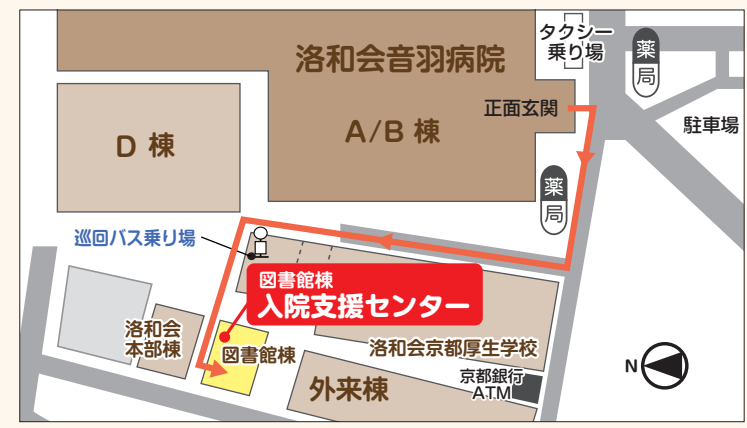 タクシー
乗り場
薬
局
洛和会音羽病院
正面玄関
A/B 棟
駐車場
D 棟
薬
局
巡回バス乗り場
図書館棟
入院支援センター
洛和会
本部棟
図書館棟
洛和会京都厚生学校
外来棟
京都銀行
ATM
N